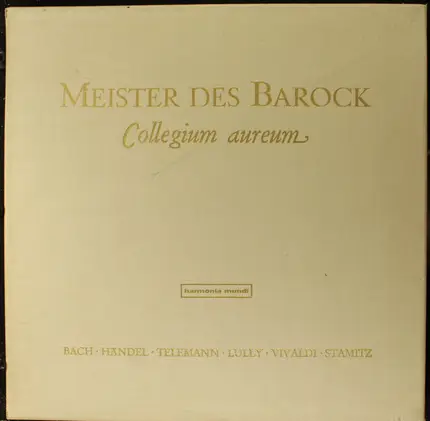 MEISTER DES BAROCK
Collegium aureum
harmonia mundi
BACH · HÄNDEL · TELEMANN · LULLY · VIVALDI · STAMITZ